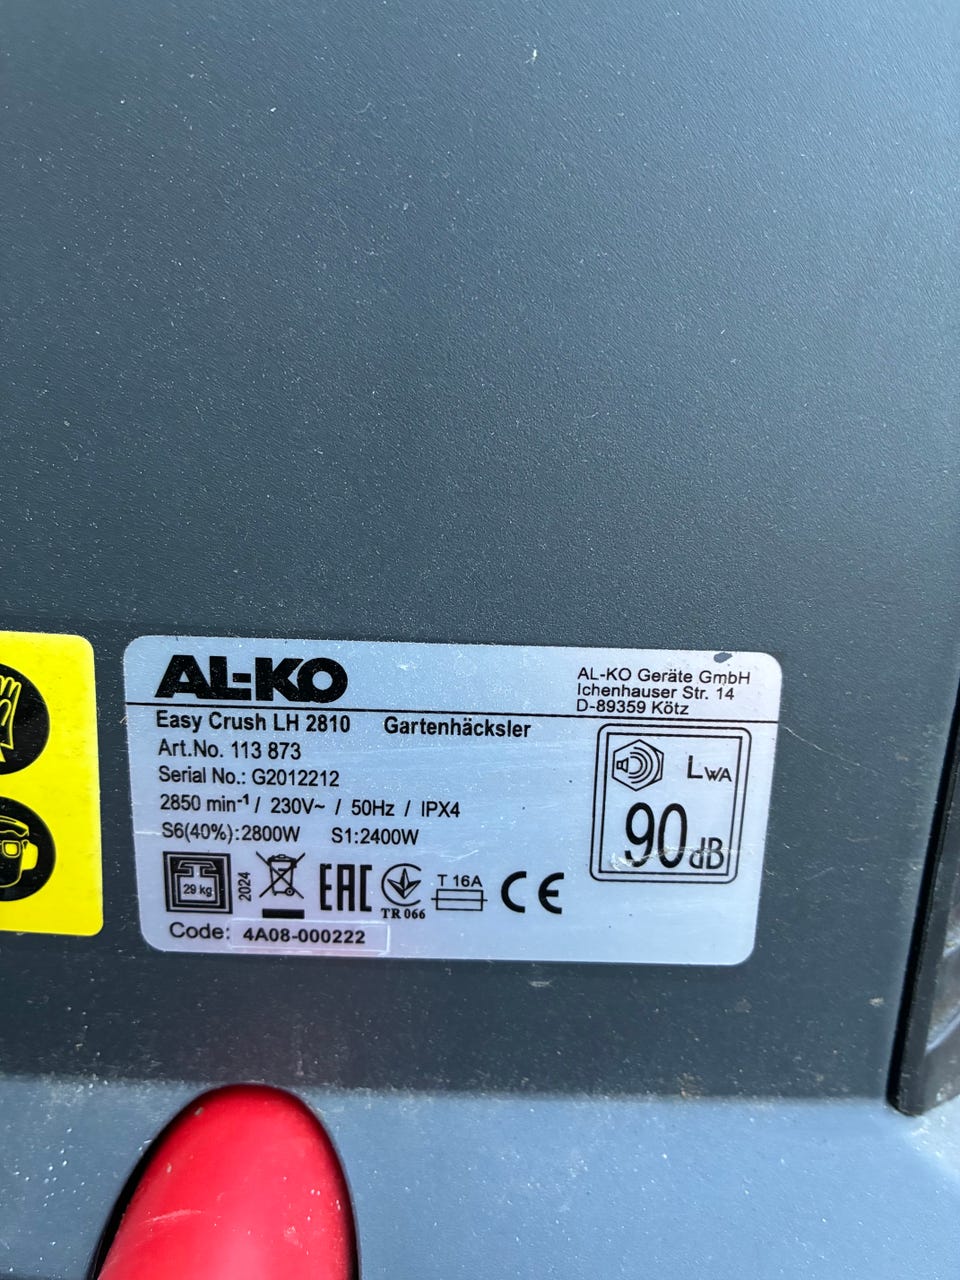 AL-KO
AL-KO Geräte GmbH
Ichenhauser Str. 14
D-89359 Kötz
Easy Crush LH 2810 Gartenhäcksler
Art.No. 113 873
Serial No.: G2012212
2850 min⁻¹ / 230V~ / 50Hz / IPX4
S6(40%):2800W S1:2400W
LWA
90dB
29 kg
2024
EAC
TR 066
T 16A
CE
Code: 4A08-000222